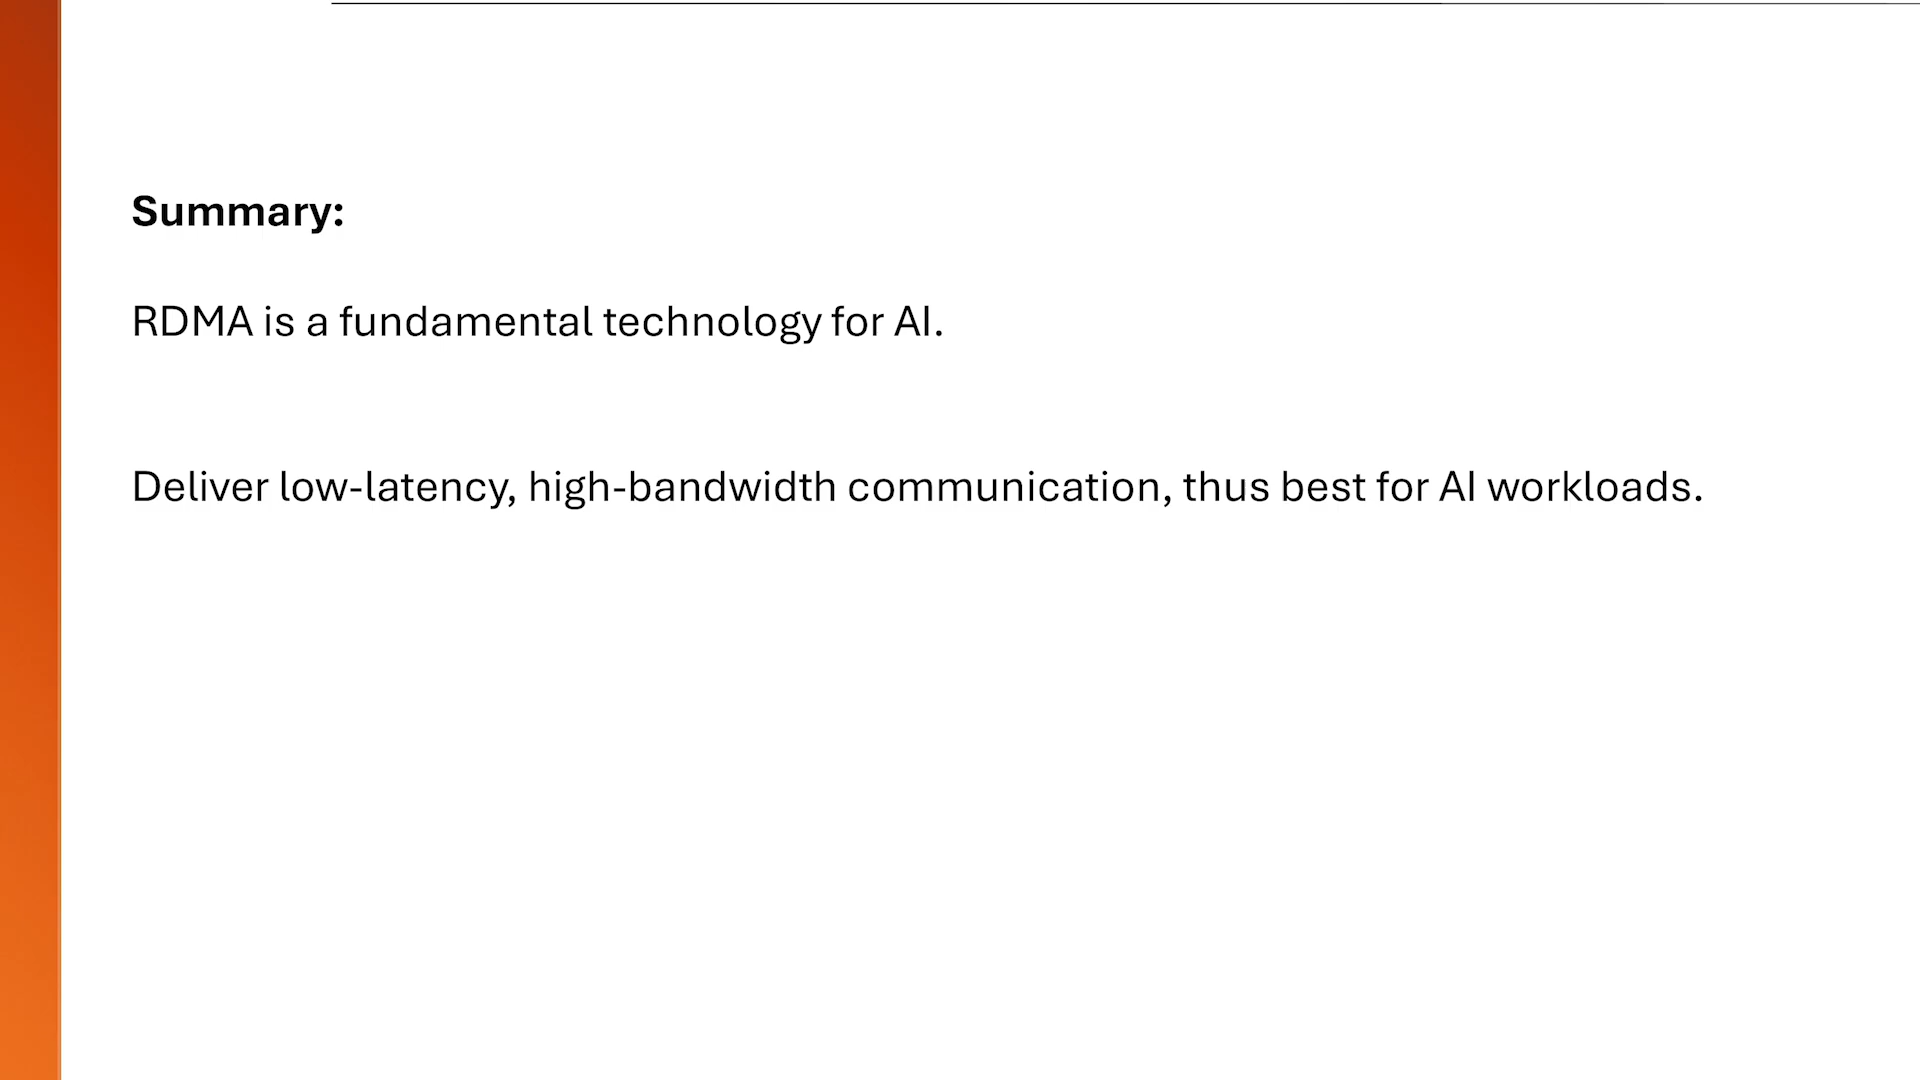 Summary:
RDMA is a fundamental technology for AI.
Deliver low-latency, high-bandwidth communication, thus best for AI workloads.